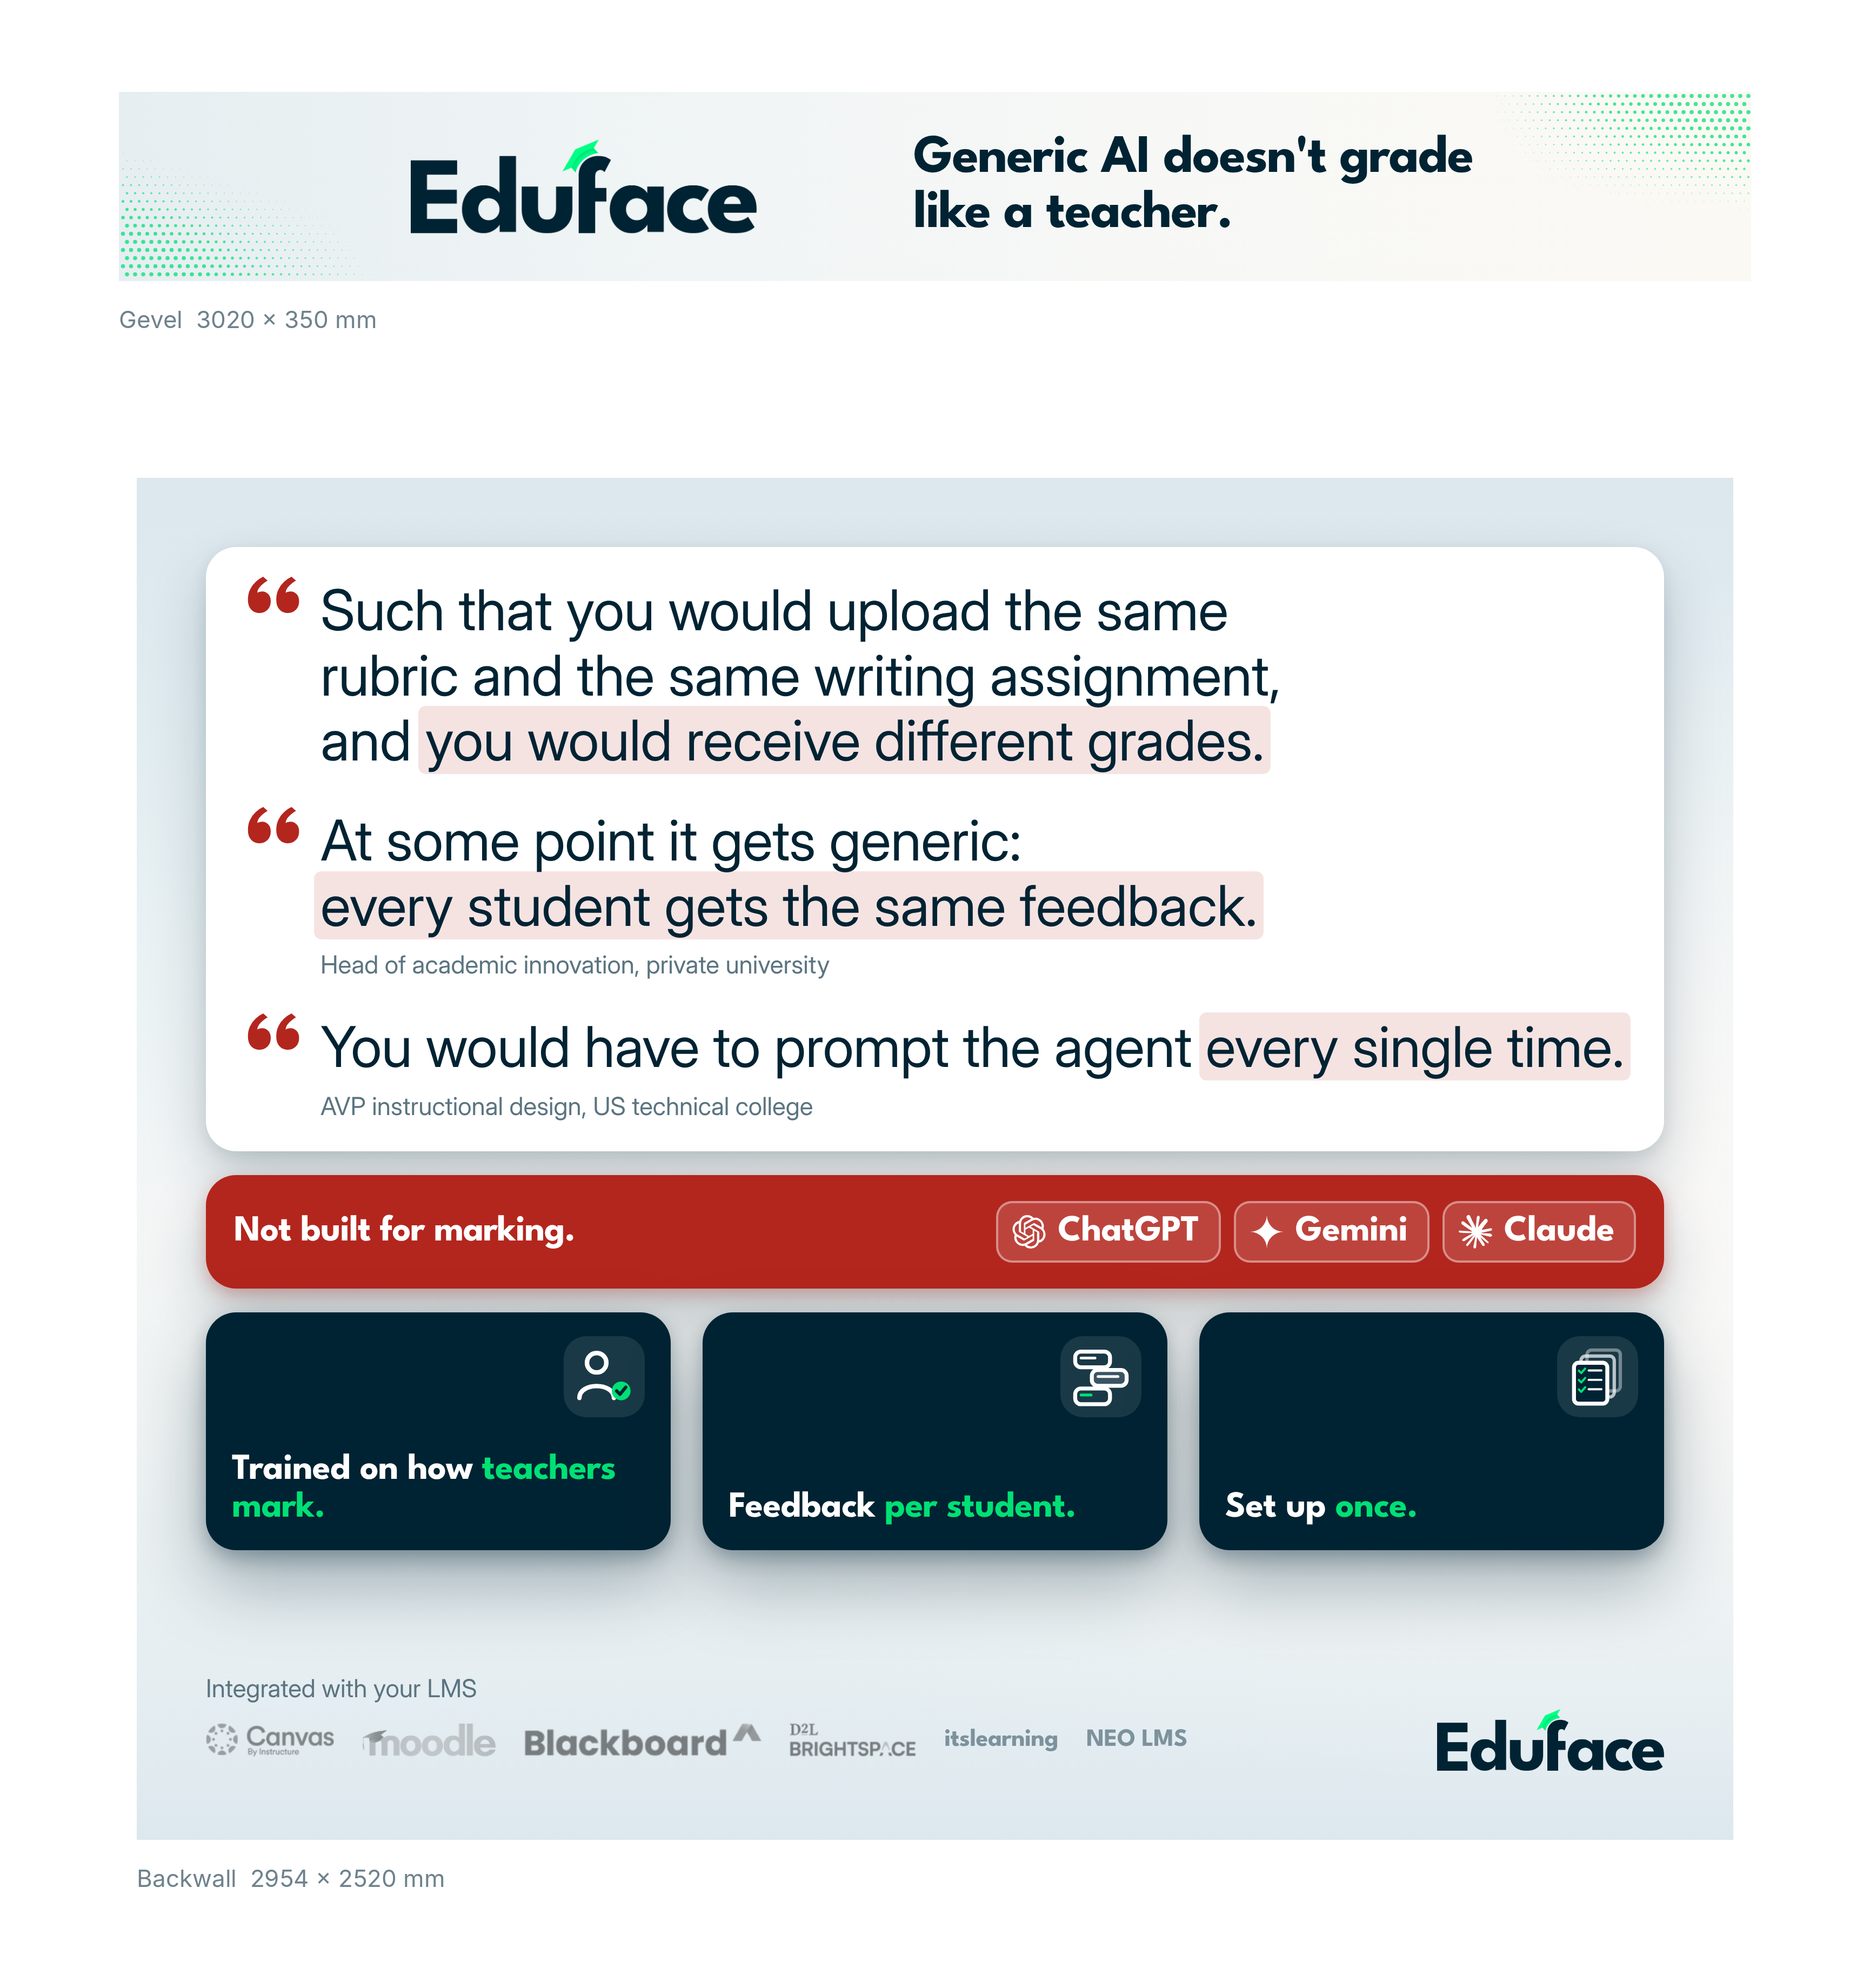 Eduface
Generic AI doesn't grade
like a teacher.
Gevel 3020 × 350 mm
“ Such that you would upload the same
rubric and the same writing assignment,
and you would receive different grades.
“ At some point it gets generic:
every student gets the same feedback.
Head of academic innovation, private university
“ You would have to prompt the agent every single time.
AVP instructional design, US technical college
Not built for marking.
ChatGPT
Gemini
Claude
Trained on how teachers
mark.
Feedback per student.
Set up once.
Integrated with your LMS
Canvas
By Instructure
moodle
Blackboard
D2L
BRIGHTSPACE
itslearning
NEO LMS
Eduface
Backwall 2954 × 2520 mm